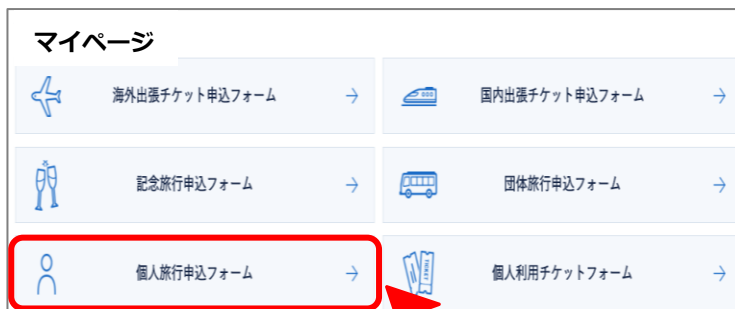 マイページ
海外出張チケット申込フォーム
国内出張チケット申込フォーム
記念旅行申込フォーム
団体旅行申込フォーム
個人旅行申込フォーム
個人利用チケットフォーム
TICKET